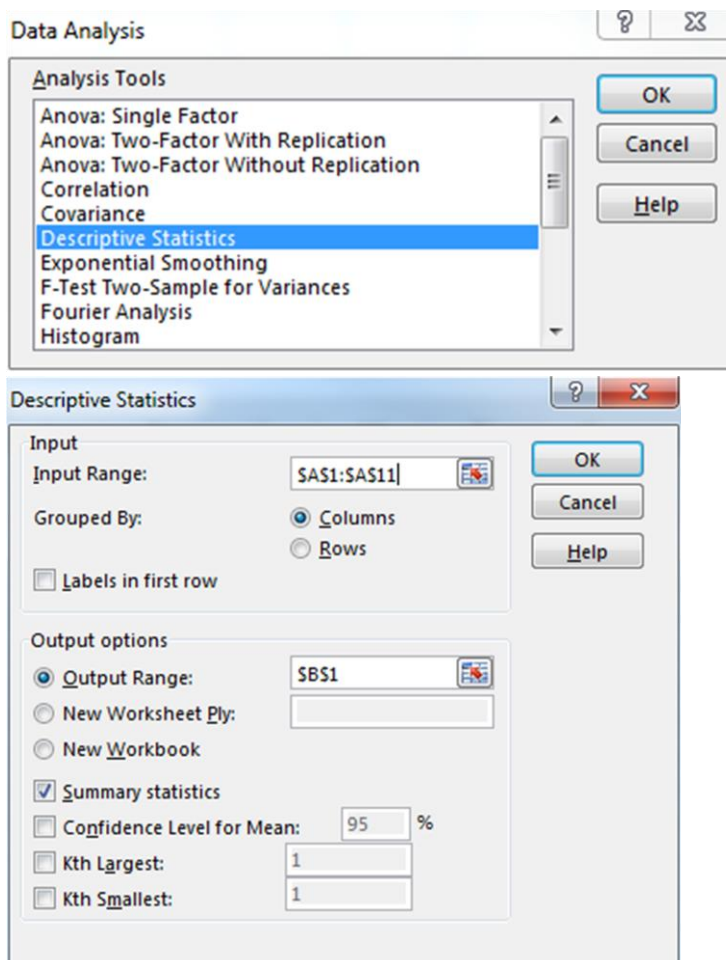 Data Analysis
Analysis Tools
Anova: Single Factor
Anova: Two-Factor With Replication
Anova: Two-Factor Without Replication
Correlation
Covariance
Descriptive Statistics
Exponential Smoothing
F-Test Two-Sample for Variances
Fourier Analysis
Histogram
OK
Cancel
Help
Descriptive Statistics
Input
Input Range: $A$1:$A$11
Grouped By: Columns
Rows
Labels in first row
OK
Cancel
Help
Output options
Output Range: $B$1
New Worksheet Ply:
New Workbook
Summary statistics
Confidence Level for Mean: 95 %
Kth Largest: 1
Kth Smallest: 1